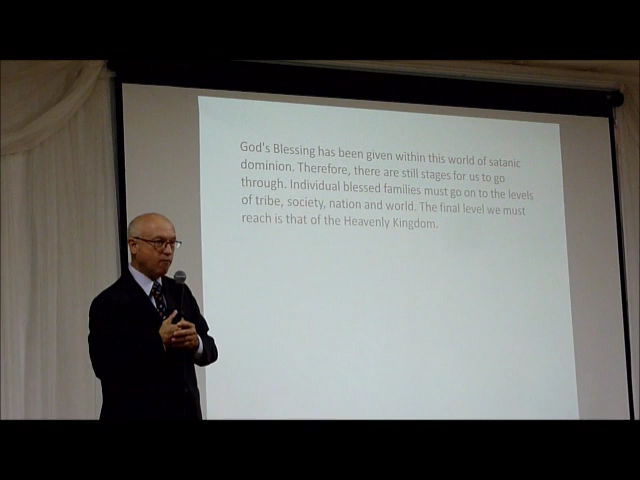 God's Blessing has been given within this world of satanic
dominion. Therefore, there are still stages for us to go
through. Individual blessed families must go on to the levels
of tribe, society, nation and world. The final level we must
reach is that of the Heavenly Kingdom.